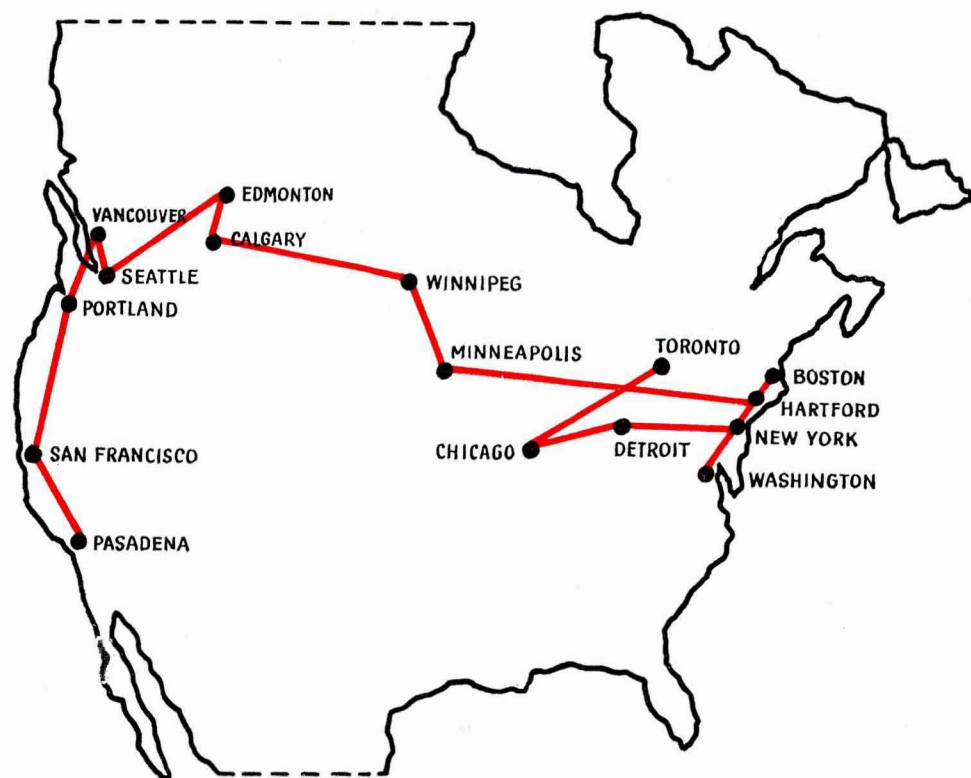 EDMONTON
VANCOUVER
CALGARY
SEATTLE
WINNIPEG
PORTLAND
TORONTO
MINNEAPOLIS
BOSTON
HARTFORD
NEW YORK
DETROIT
CHICAGO
SAN FRANCISCO
WASHINGTON
PASADENA